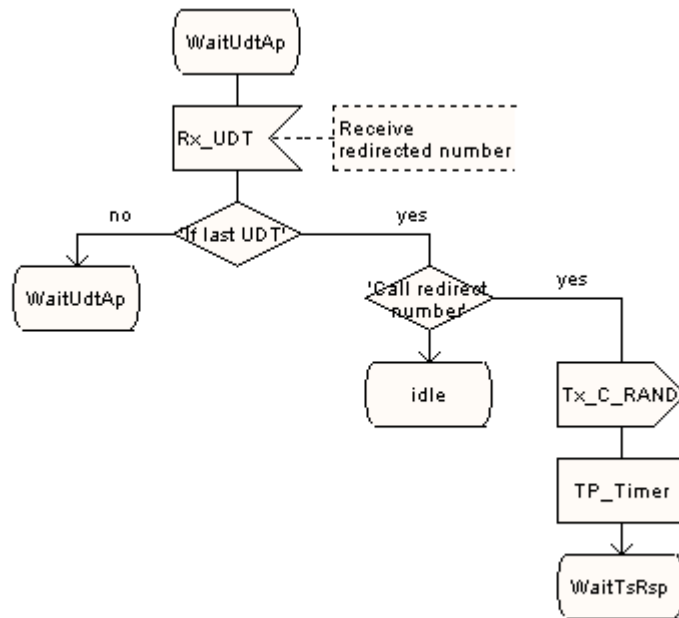 WaitUdtAp
Rx_UDT
Receive
redirected number
no
'If last UDT'
yes
WaitUdtAp
'Call redirect
number'
yes
idle
Tx_C_RAND
TP_Timer
WaitTsRsp